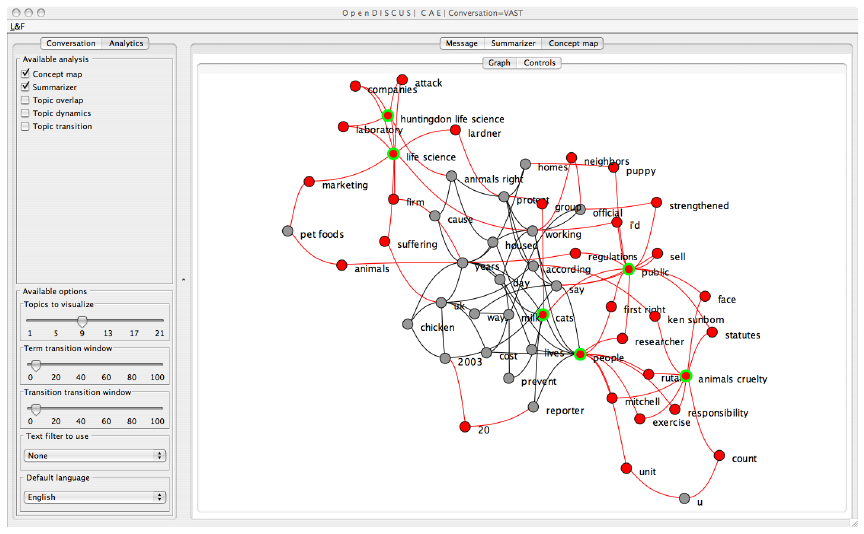 OpenDISCUS| CAE|Conversation=VAST
L&F
Conversation Analytics
Message Summarizer Concept map
Available analysis
Concept map
Summarizer
Topic overlap
Topic dynamics
Topic transition
Graph Controls
companies
attack
huntingdon life science
laboratory
lardner
life science
homes
neighbors
puppy
animals right
marketing
firm
protest
group
official
strengthened
cause
i'd
pet foods
suffering
housed
working
regulations
sell
animals
years
according
public
day
say
uk
way
milk
cats
first right
ken sunborn
face
chicken
statutes
researcher
2003
cost
lives
people
prevent
ruta
animals cruelty
reporter
mitchell
responsibility
exercise
20
unit
count
u
Available options
Topics to visualize
1 5 9 13 17 21
Term transition window
0 20 40 60 80 100
Transition transition window
0 20 40 60 80 100
Text filter to use
None
Default language
English